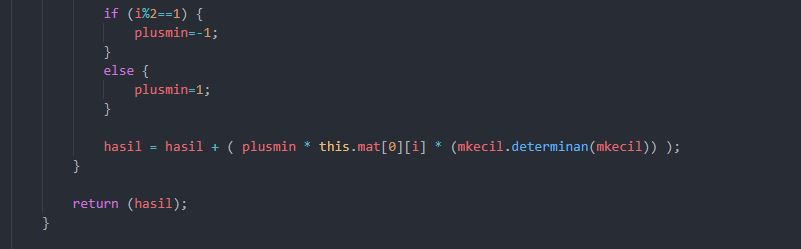 if (i%2==1) {
plusmin=-1;
}
else {
plusmin=1;
}
hasil = hasil + ( plusmin * this.mat[0][i] * (mkecil.determinan(mkecil)) );
}
return (hasil);
}